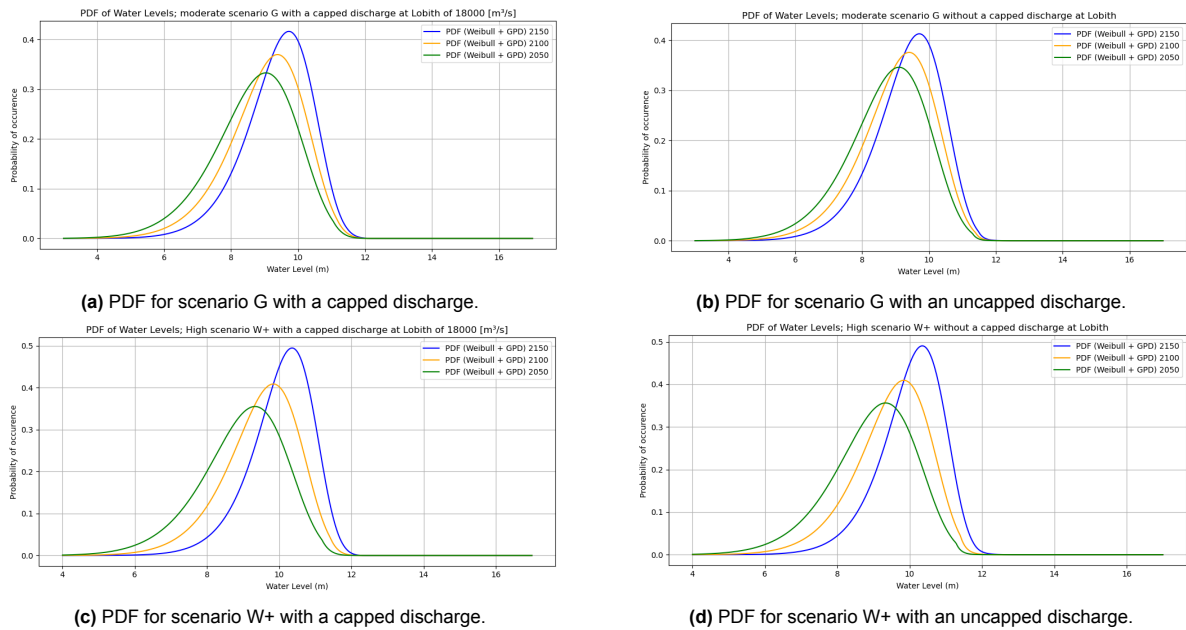 PDF of Water Levels; moderate scenario G with a capped discharge at Lobith of 18000 [m³/s]
PDF (Weibull + GPD) 2150
PDF (Weibull + GPD) 2100
PDF (Weibull + GPD) 2050
Probability of occurence
0.4
0.3
0.2
0.1
0.0
4 6 8 10 12 14 16
Water Level (m)
(a) PDF for scenario G with a capped discharge.
PDF of Water Levels; moderate scenario G without a capped discharge at Lobith
PDF (Weibull + GPD) 2150
PDF (Weibull + GPD) 2100
PDF (Weibull + GPD) 2050
Probability of occurence
0.4
0.3
0.2
0.1
0.0
4 6 8 10 12 14 16
Water Level (m)
(b) PDF for scenario G with an uncapped discharge.
PDF of Water Levels; High scenario W+ with a capped discharge at Lobith of 18000 [m³/s]
PDF (Weibull + GPD) 2150
PDF (Weibull + GPD) 2100
PDF (Weibull + GPD) 2050
Probability of occurence
0.5
0.4
0.3
0.2
0.1
0.0
4 6 8 10 12 14 16
Water Level (m)
(c) PDF for scenario W+ with a capped discharge.
PDF of Water Levels; High scenario W+ without a capped discharge at Lobith
PDF (Weibull + GPD) 2150
PDF (Weibull + GPD) 2100
PDF (Weibull + GPD) 2050
Probability of occurence
0.5
0.4
0.3
0.2
0.1
0.0
4 6 8 10 12 14 16
Water Level (m)
(d) PDF for scenario W+ with an uncapped discharge.